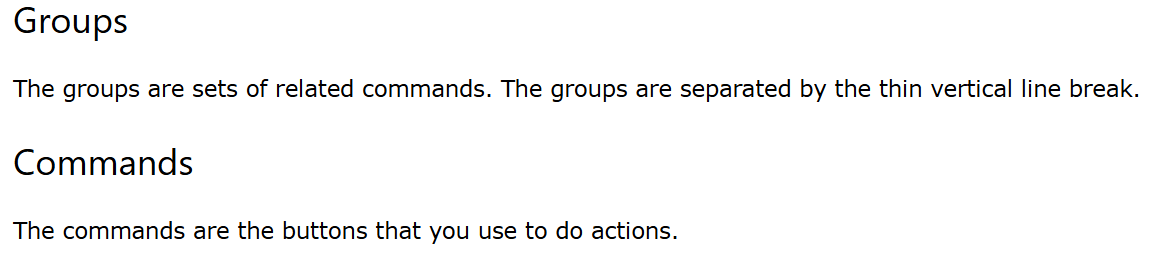 Groups
The groups are sets of related commands. The groups are separated by the thin vertical line break.
Commands
The commands are the buttons that you use to do actions.